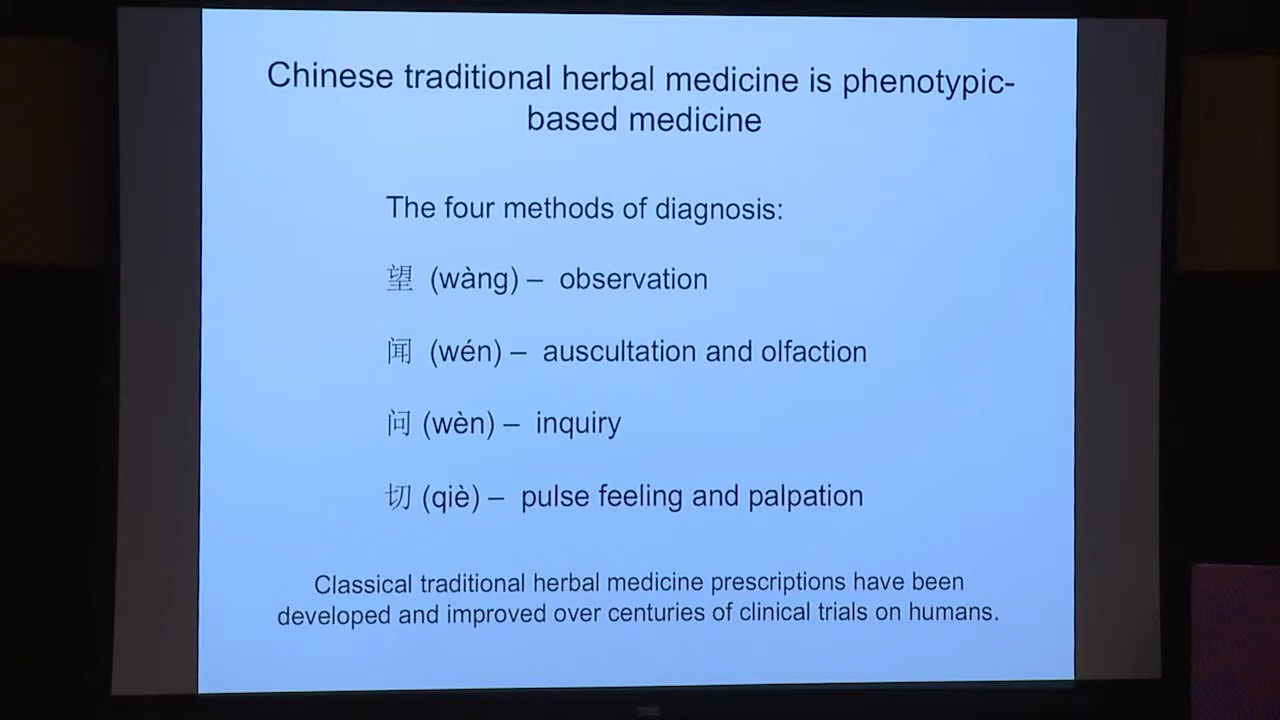 Chinese traditional herbal medicine is phenotypic-
based medicine
The four methods of diagnosis:
望 (wàng) – observation
闻 (wén) – auscultation and olfaction
问 (wèn) – inquiry
切 (qiè) – pulse feeling and palpation
Classical traditional herbal medicine prescriptions have been
developed and improved over centuries of clinical trials on humans.